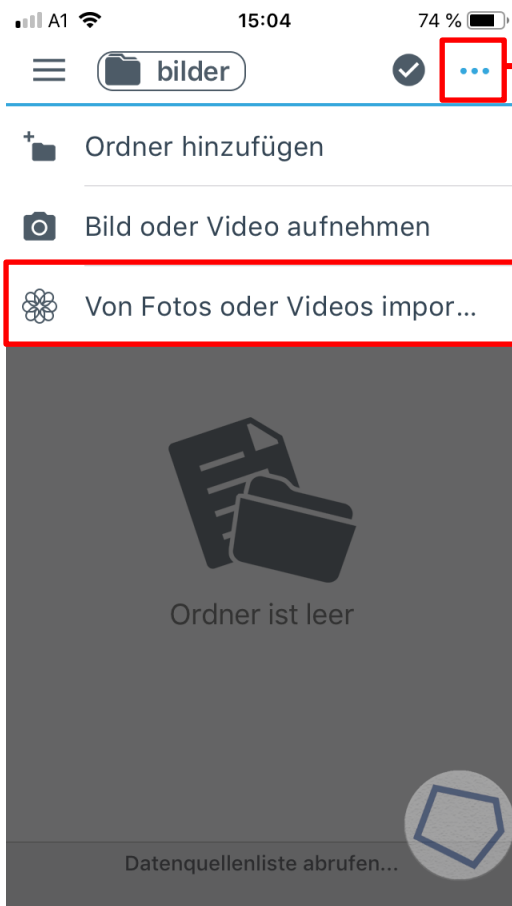 A1 15:04 74 %
bilder
Ordner hinzufügen
Bild oder Video aufnehmen
Von Fotos oder Videos impor...
Ordner ist leer
Datenquellenliste abrufen...